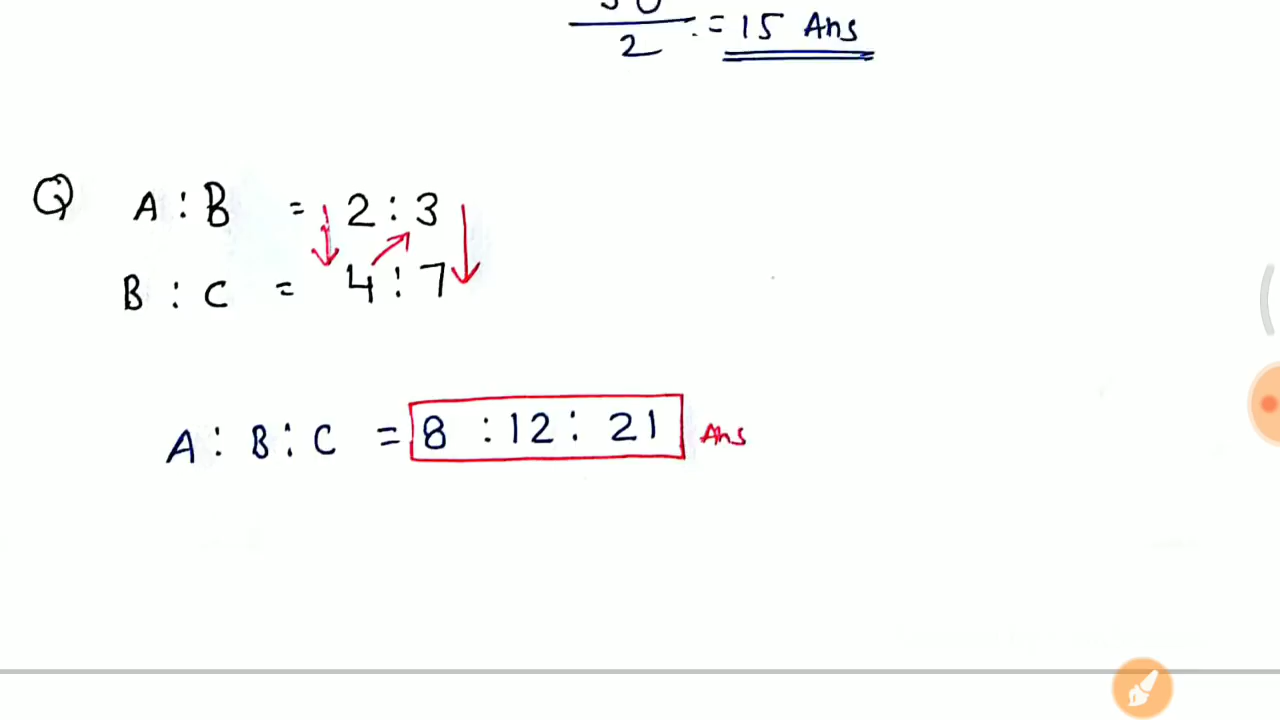 2 = 15 Ans
Q A : B = 2 : 3
B : C = 4 : 7
A : B : C = 8 : 12 : 21 Ans